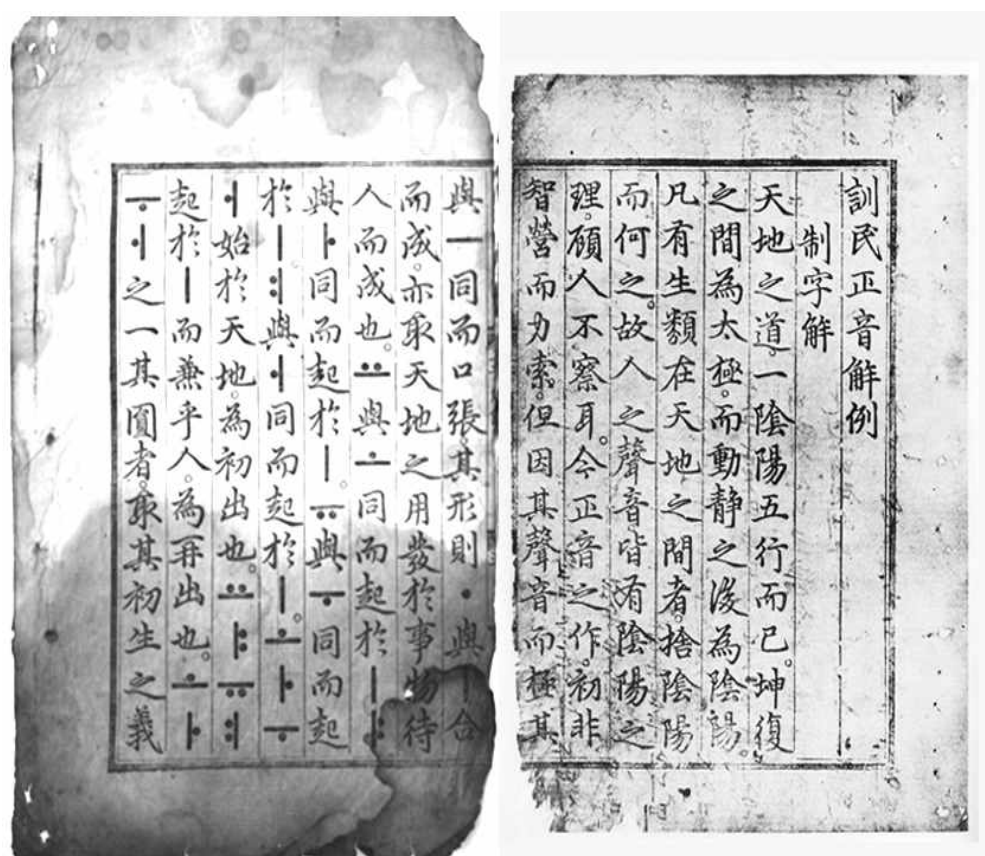 訓民正音解例
制字解
天地之道。一陰陽五行而已。坤復
之間為太極。而動静之後為陰陽。
凡有生類在天地之間者。捨陰陽
而何之。故人之聲音皆有陰陽之
理。顧人不察耳。今正音之作。初非
智營而力索。但因其聲音而極其
與ㅡ同而口張。其形則ㆍ與ㅣ合
而成。亦取天地之用發於事物待
人而成也。ㅛ與ㅗ同而起於ㅣ。ㅑ
與ㅏ同而起於ㅣ。ㅠ與ㅜ同而起
於ㅣ。ㅕ與ㅓ同而起於ㅣ。ㅗㅏㅜ
ㅓ始於天地。為初出也。ㅛㅑㅠㅕ
起於ㅣ而兼乎人。為再出也。ㅗㅏ
ㅜㅓ之一其圓者。取其初生之義